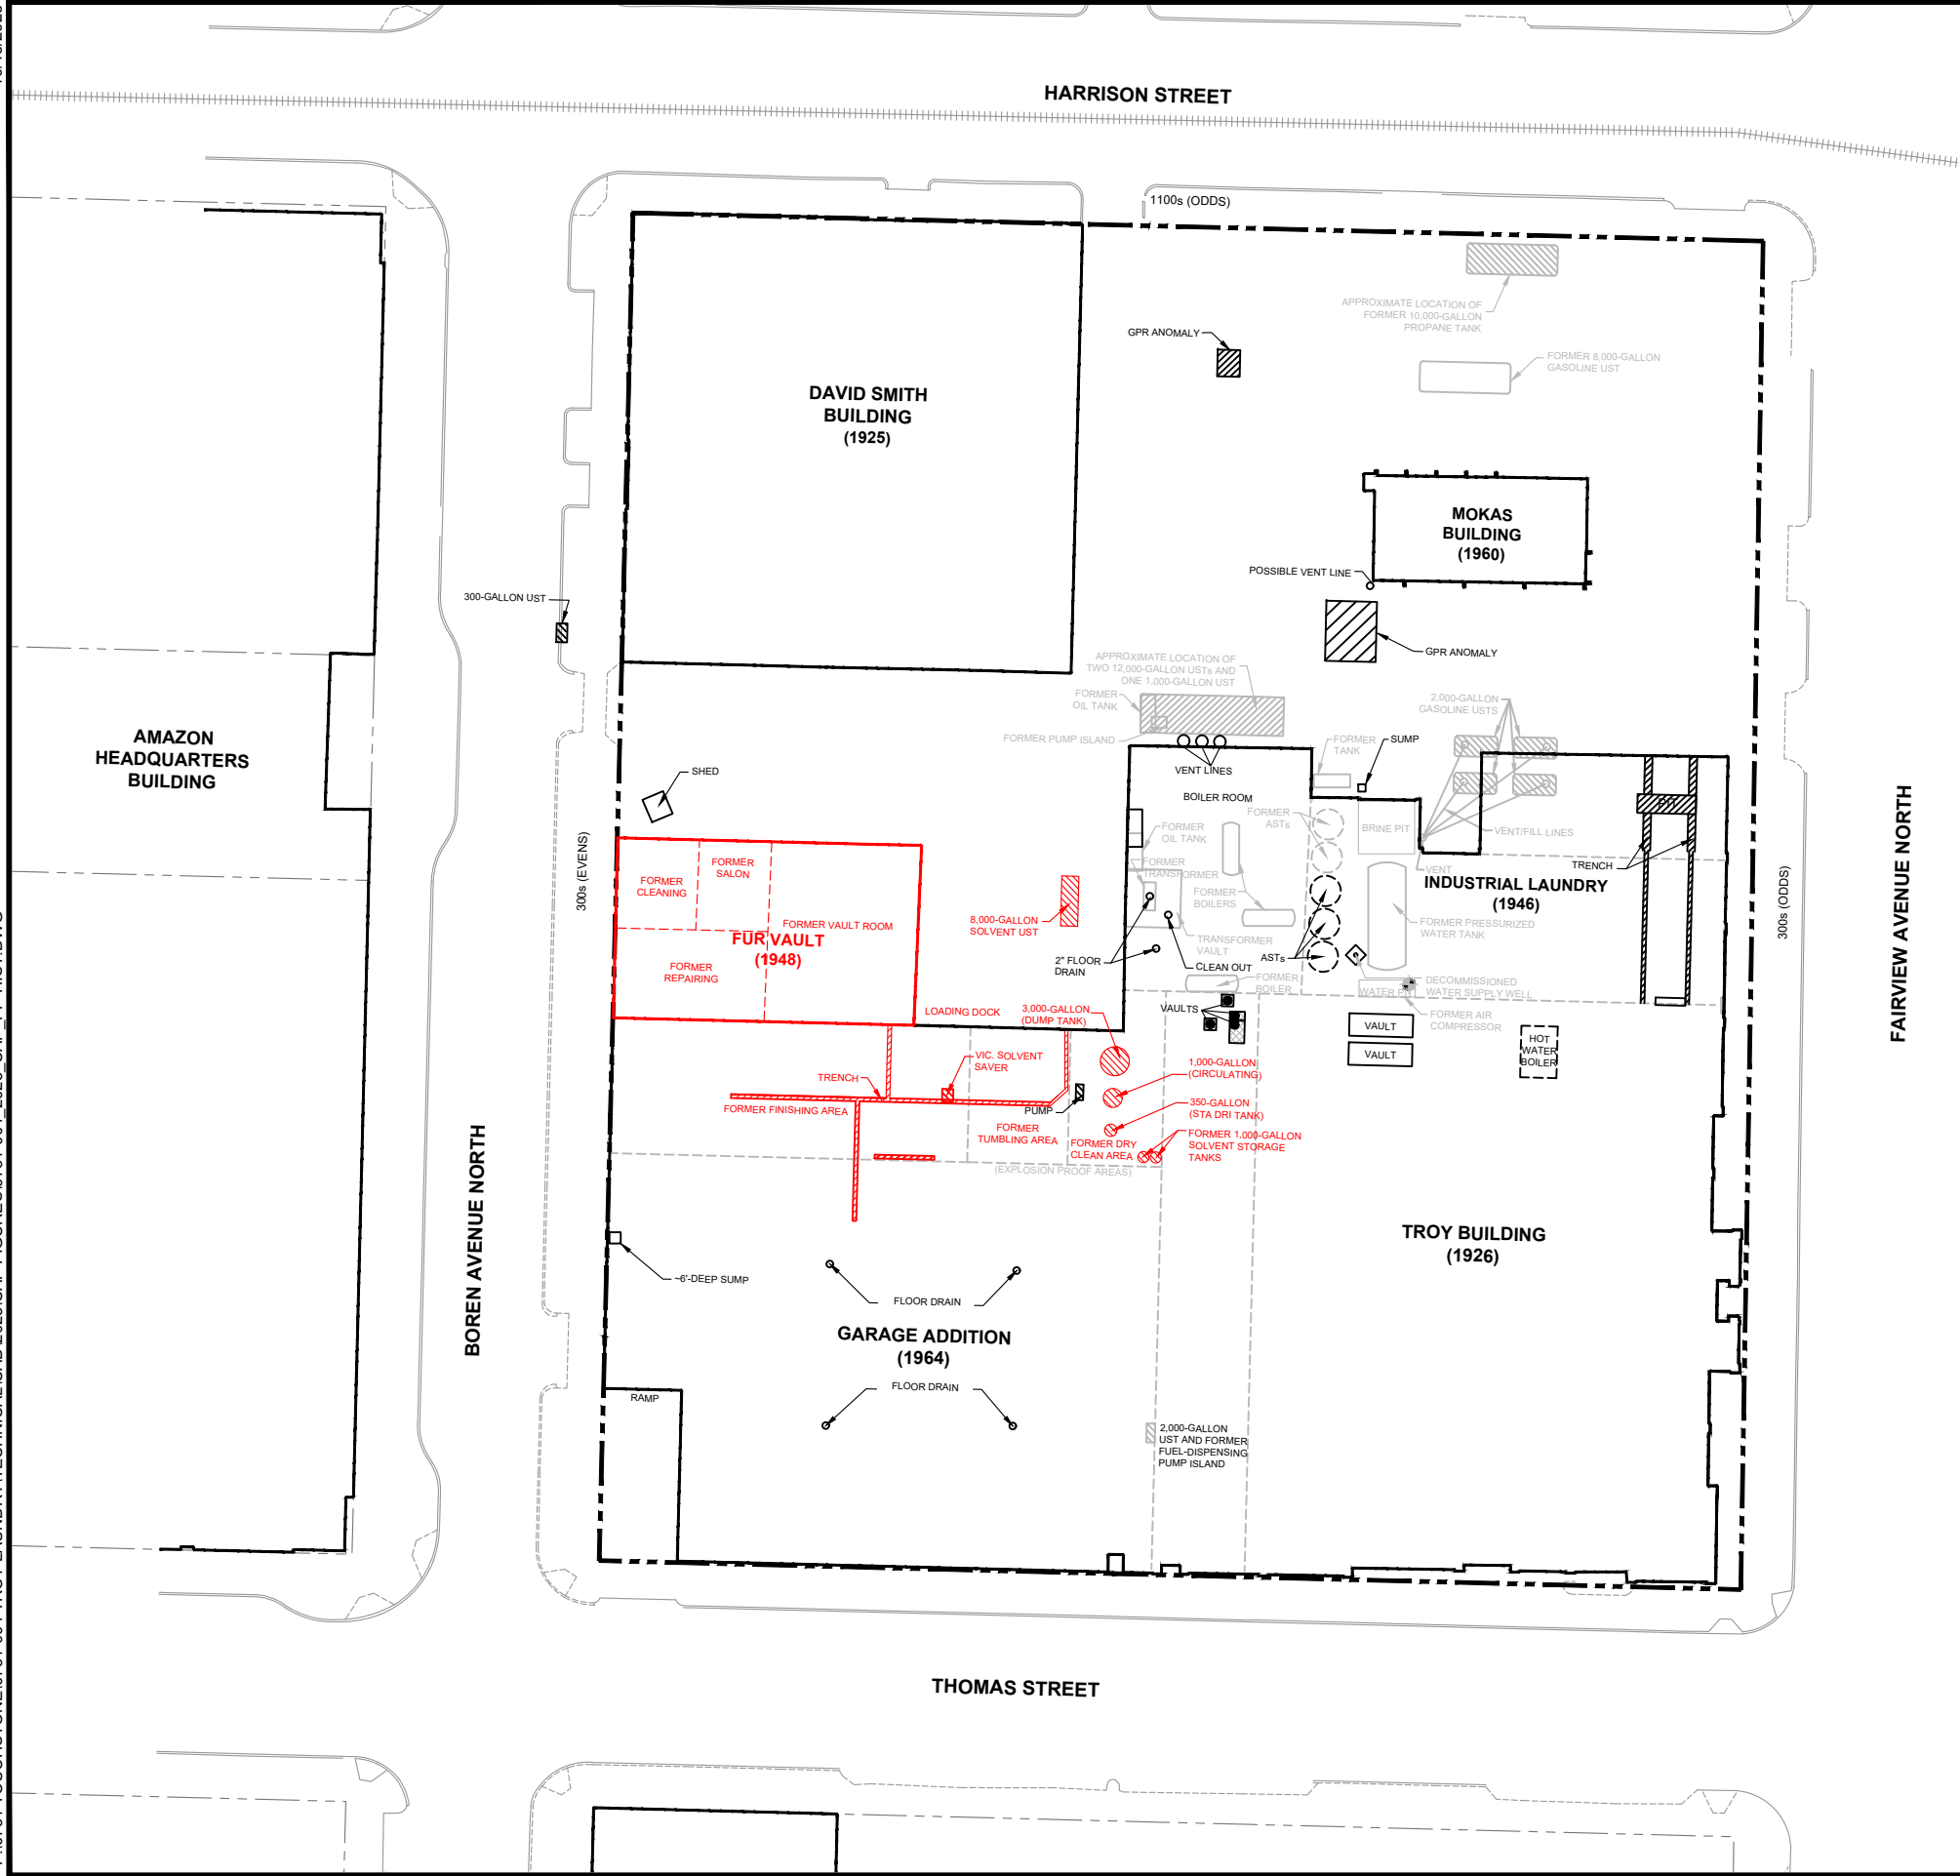 HARRISON STREET
1100s (ODDS)
APPROXIMATE LOCATION OF
FORMER 10,000-GALLON
PROPANE TANK
GPR ANOMALY
FORMER 8,000-GALLON
GASOLINE UST
DAVID SMITH
BUILDING
(1925)
MOKAS
BUILDING
(1960)
POSSIBLE VENT LINE
300-GALLON UST
GPR ANOMALY
APPROXIMATE LOCATION OF
TWO 12,000-GALLON USTs AND
ONE 1,000-GALLON UST
FORMER
OIL TANK
2,000-GALLON
GASOLINE USTS
FORMER PUMP ISLAND
AMAZON
HEADQUARTERS
BUILDING
SHED
VENT LINES
FORMER
TANK
SUMP
BOILER ROOM
FORMER
ASTs
BRINE PIT
VENT/FILL LINES
PIT
TRENCH
FORMER
OIL TANK
FORMER
TRANSFORMER
FORMER
BOILERS
VENT
INDUSTRIAL LAUNDRY
(1946)
300s (EVENS)
300s (ODDS)
FAIRVIEW AVENUE NORTH
FORMER
CLEANING
FORMER
SALON
FORMER VAULT ROOM
FUR VAULT
(1948)
FORMER
REPAIRING
8,000-GALLON
SOLVENT UST
FORMER PRESSURIZED
WATER TANK
TRANSFORMER
VAULT
2" FLOOR
DRAIN
CLEAN OUT
ASTs
FORMER
BOILER
DECOMMISSIONED
WATER SUPPLY WELL
WATER PIT
FORMER AIR
COMPRESSOR
LOADING DOCK
3,000-GALLON
(DUMP TANK)
VAULTS
VAULT
VAULT
HOT
WATER
BOILER
VIC. SOLVENT
SAVER
TRENCH
1,000-GALLON
(CIRCULATING)
FORMER FINISHING AREA
PUMP
350-GALLON
(STA DRI TANK)
FORMER
TUMBLING AREA
FORMER DRY
CLEAN AREA
FORMER 1,000-GALLON
SOLVENT STORAGE
TANKS
(EXPLOSION PROOF AREAS)
BOREN AVENUE NORTH
TROY BUILDING
(1926)
~6'-DEEP SUMP
FLOOR DRAIN
GARAGE ADDITION
(1964)
FLOOR DRAIN
RAMP
2,000-GALLON
UST AND FORMER
FUEL-DISPENSING
PUMP ISLAND
THOMAS STREET